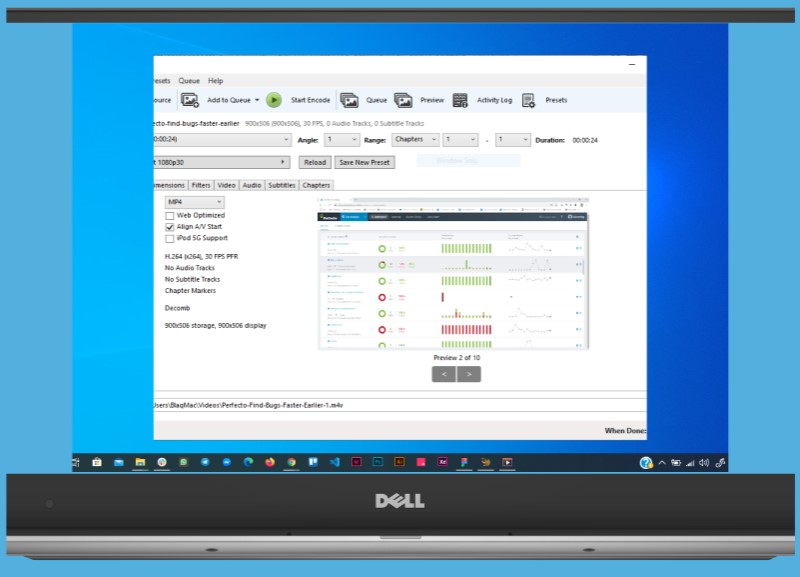 esets Queue Help
ource Add to Queue Start Encode Queue Preview Activity Log Presets
ecto-find-bugs-faster-earlier 900x506 (900x506), 30 FPS, 0 Audio Tracks, 0 Subtitle Tracks
0:00:24) Angle: 1 Range: Chapters 1 - 1 Duration: 00:00:24
t 1080p30 Reload Save New Preset
mensions Filters Video Audio Subtitles Chapters
MP4
Web Optimized
Align A/V Start
iPod 5G Support
H.264 (x264), 30 FPS PFR
No Audio Tracks
No Subtitle Tracks
Chapter Markers
Decomb
900x506 storage, 900x506 display
Preview 2 of 10
< >
Users\BlaqMac\Videos\Perfecto-Find-Bugs-Faster-Earlier-1.m4v
When Done:
DELL